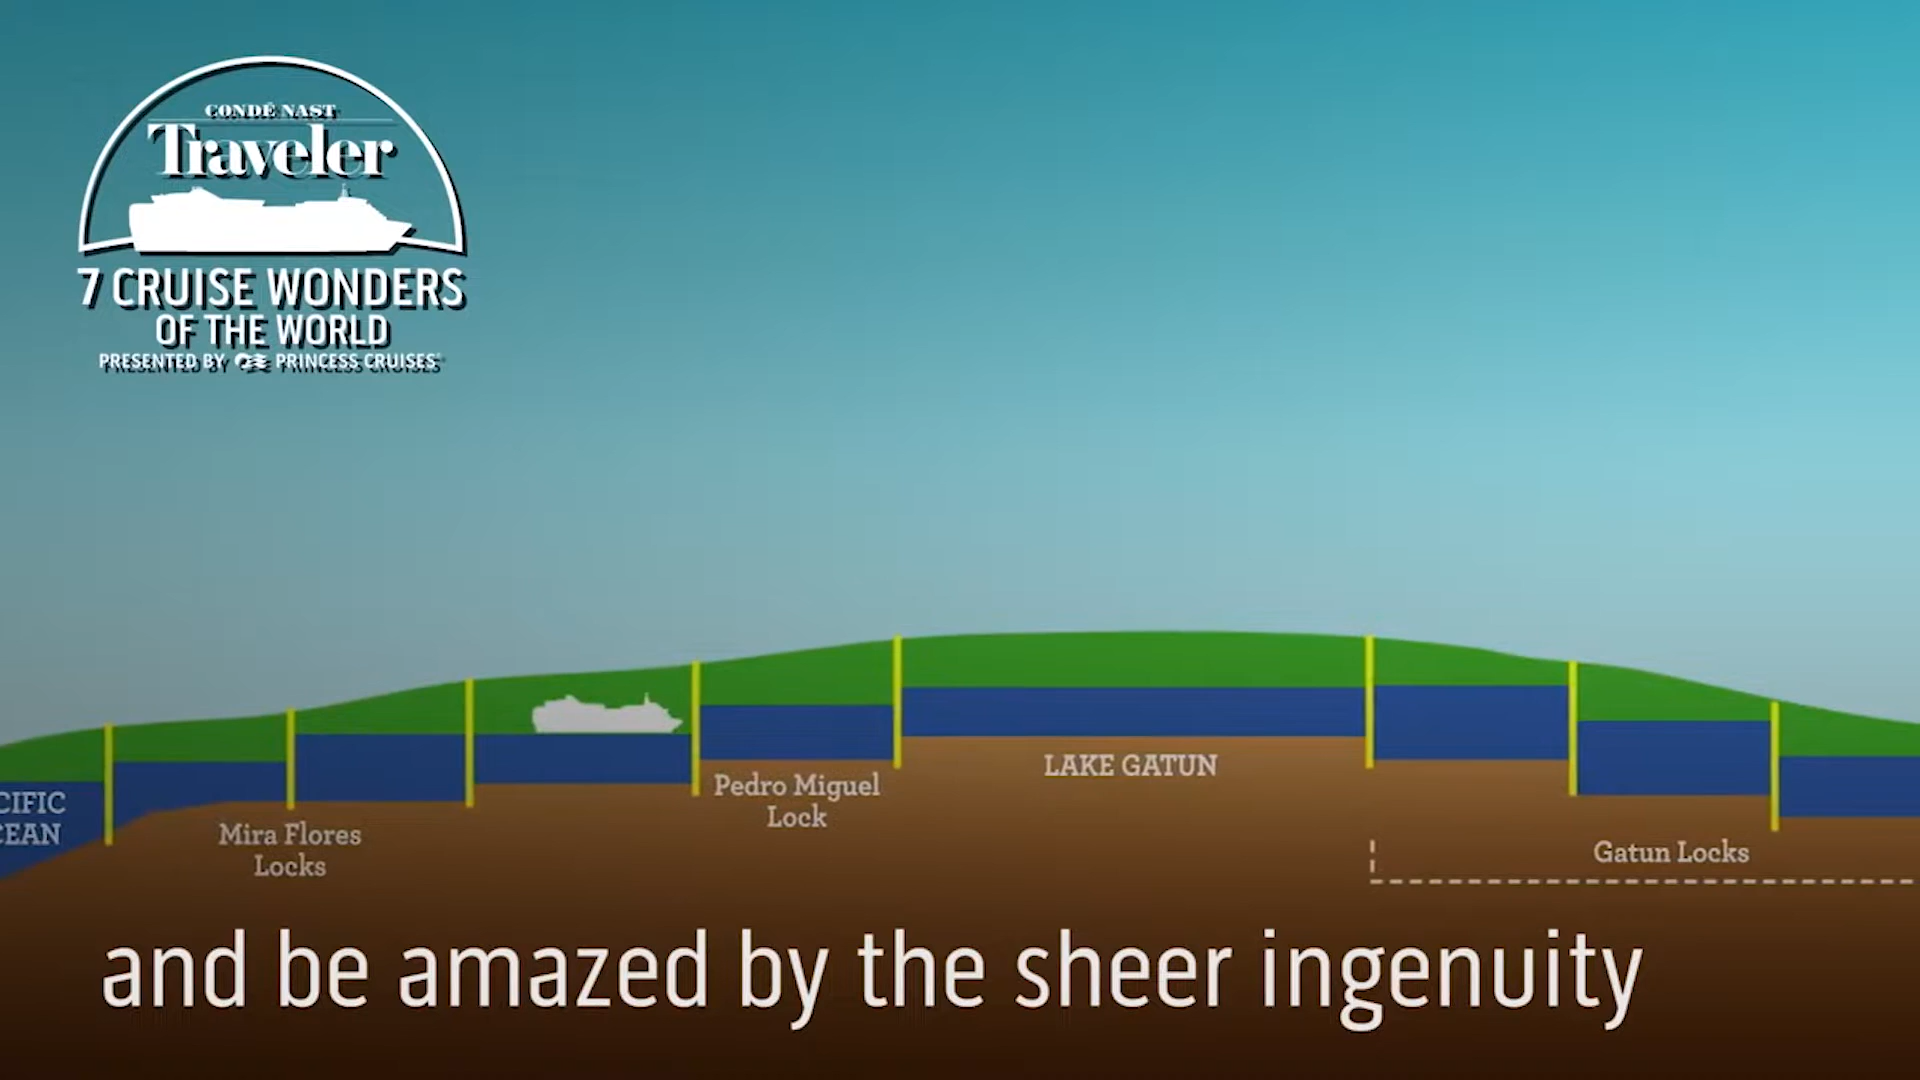 CONDÉ NAST
Traveler
7 CRUISE WONDERS
OF THE WORLD
PRESENTED BY PRINCESS CRUISES
CIFIC
CEAN
Mira Flores
Locks
Pedro Miguel
Lock
LAKE GATUN
Gatun Locks
and be amazed by the sheer ingenuity